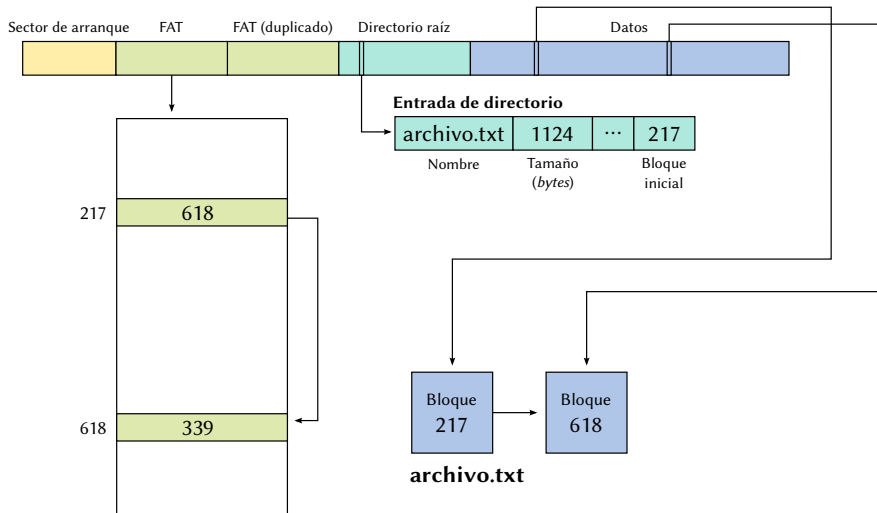 Sector de arranque
FAT
FAT (duplicado)
Directorio raíz
Datos
Entrada de directorio
archivo.txt
1124
...
217
Nombre
Tamaño
(bytes)
Bloque
inicial
217
618
618
339
Bloque
217
Bloque
618
archivo.txt